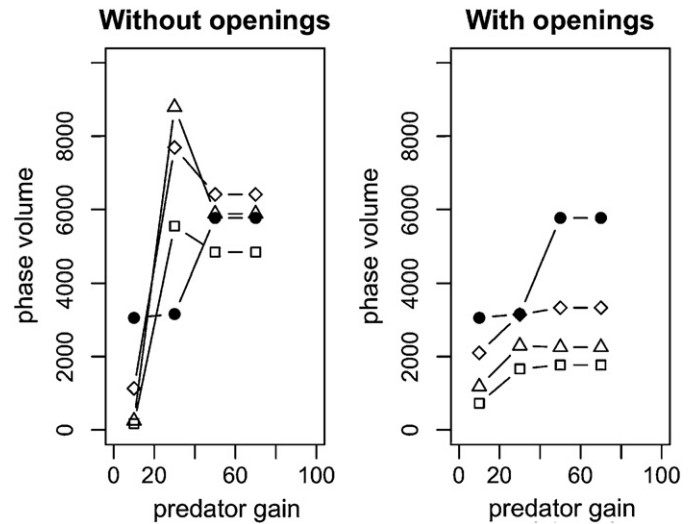 Without openings
phase volume
0 2000 4000 6000 8000
0 20 60 100
predator gain
With openings
phase volume
0 2000 4000 6000 8000
0 20 60 100
predator gain